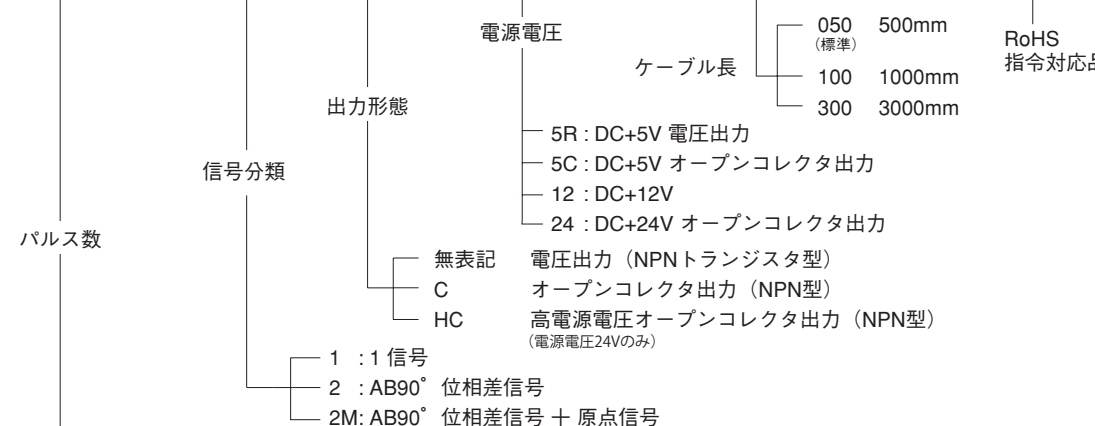 050 500mm
(標準)
100 1000mm
300 3000mm
RoHS
指令対応品
電源電圧
ケーブル長
5R : DC+5V 電圧出力
5C : DC+5V オープンコレクタ出力
12 : DC+12V
24 : DC+24V オープンコレクタ出力
出力形態
無表記 電圧出力（NPNトランジスタ型）
C オープンコレクタ出力（NPN型）
HC 高電源電圧オープンコレクタ出力（NPN型）
(電源電圧24Vのみ)
信号分類
1 : 1 信号
2 : AB90° 位相差信号
2M: AB90° 位相差信号 ＋ 原点信号
パルス数